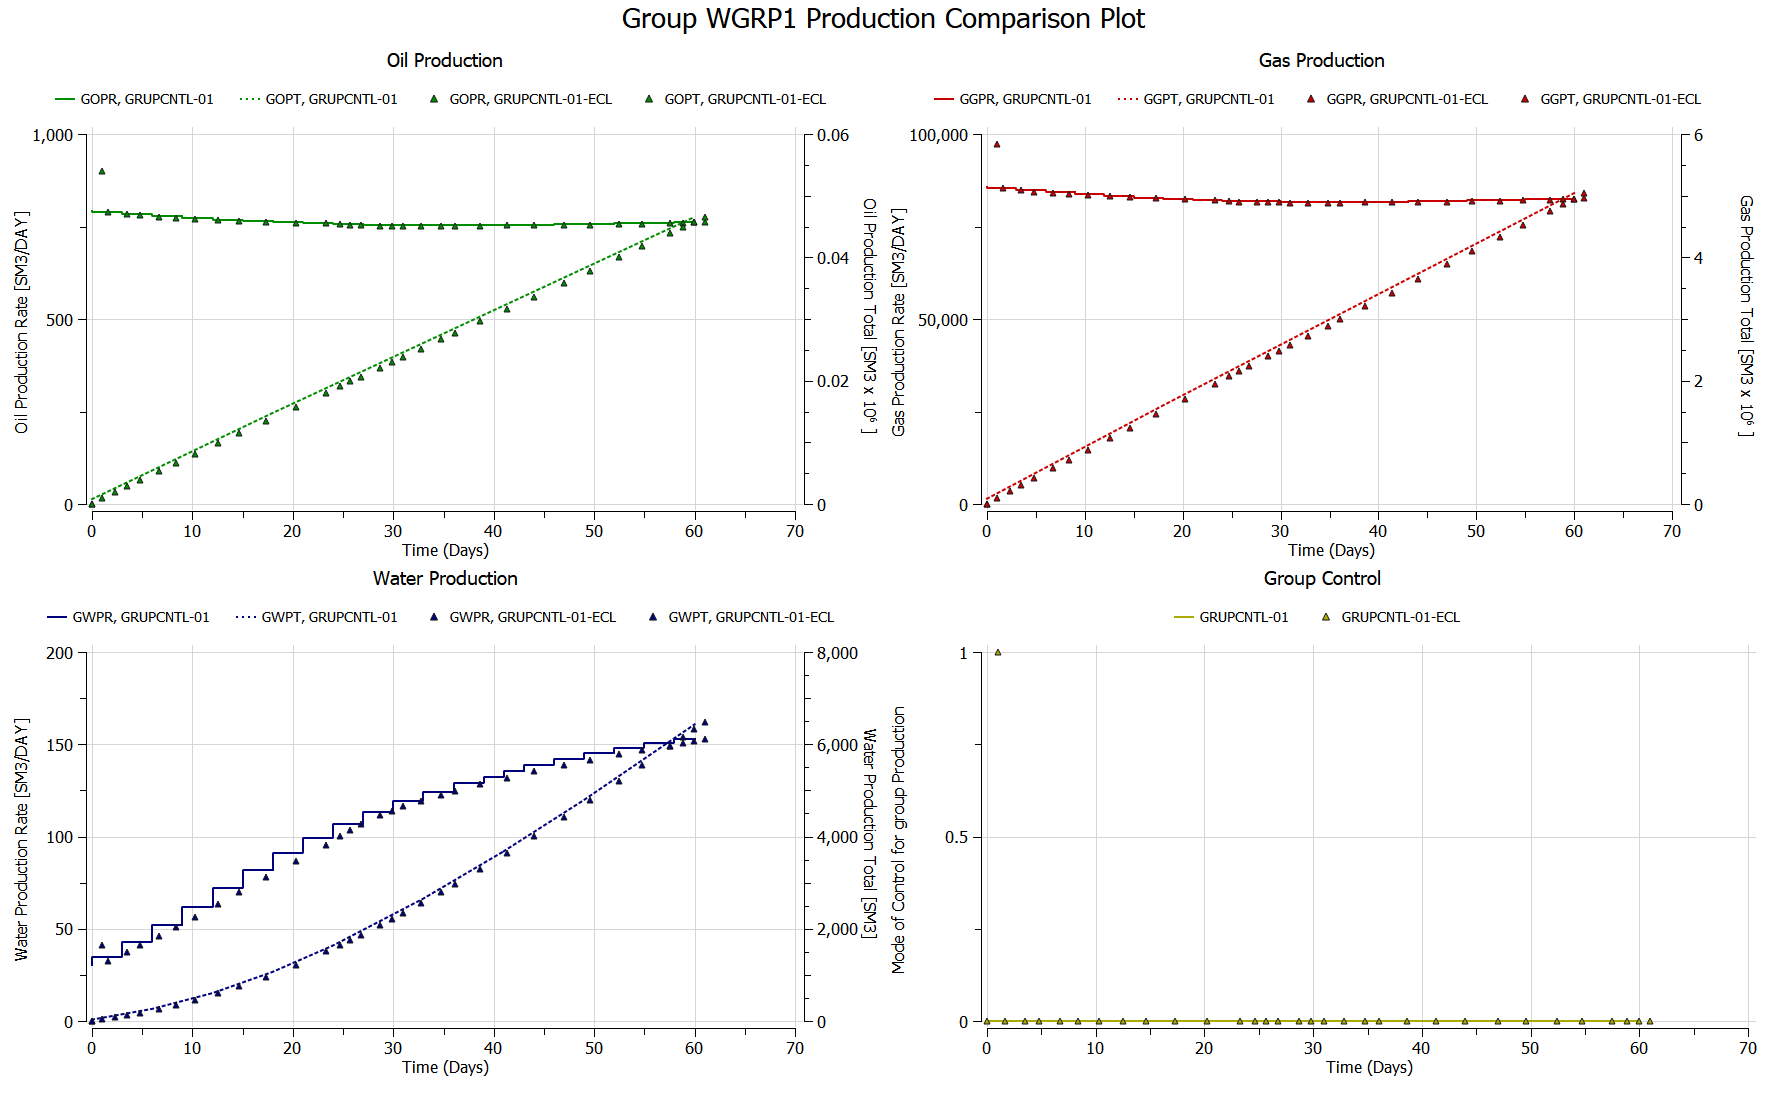 Group WGRP1 Production Comparison Plot
Oil Production
GOPR, GRUPCNTL-01 GOPT, GRUPCNTL-01 GOPR, GRUPCNTL-01-ECL GOPT, GRUPCNTL-01-ECL
Oil Production Rate [SM3/DAY]
1,000
500
0
0.06
0.04
0.02
0
Oil Production Total [SM3 x 10⁶ ]
0 10 20 30 40 50 60 70
Time (Days)
Gas Production
GGPR, GRUPCNTL-01 GGPT, GRUPCNTL-01 GGPR, GRUPCNTL-01-ECL GGPT, GRUPCNTL-01-ECL
Gas Production Rate [SM3/DAY]
100,000
50,000
0
6
4
2
0
Gas Production Total [SM3 x 10⁶ ]
0 10 20 30 40 50 60 70
Time (Days)
Water Production
GWPR, GRUPCNTL-01 GWPT, GRUPCNTL-01 GWPR, GRUPCNTL-01-ECL GWPT, GRUPCNTL-01-ECL
Water Production Rate [SM3/DAY]
200
150
100
50
0
8,000
6,000
4,000
2,000
0
Water Production Total [SM3]
0 10 20 30 40 50 60 70
Time (Days)
Group Control
GRUPCNTL-01 GRUPCNTL-01-ECL
Mode of Control for group Production
1
0.5
0
0 10 20 30 40 50 60 70
Time (Days)